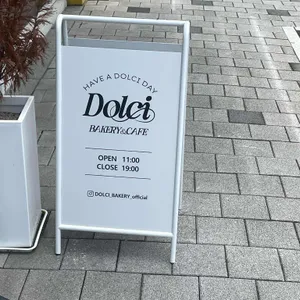 HAVE A DOLCI DAY
Dolci
BAKERY&CAFE
OPEN 11:00
CLOSE 19:00
DOLCI_BAKERY_official